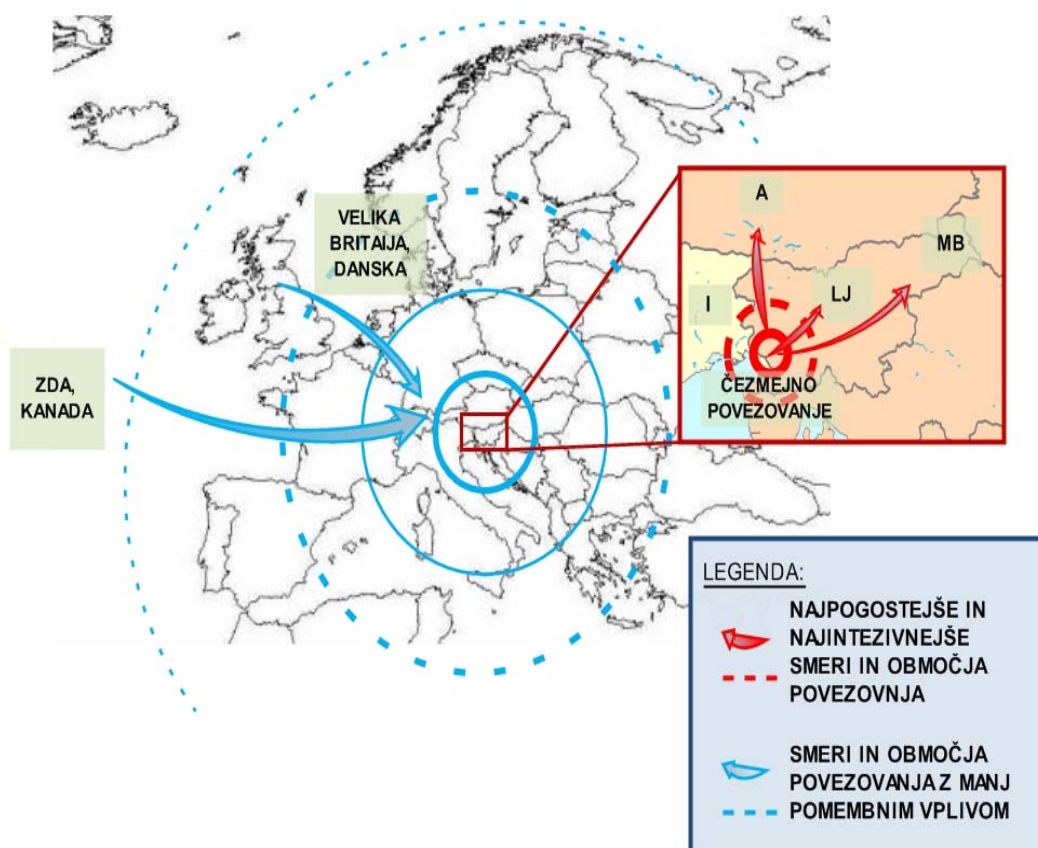 VELIKA
BRITAIJA,
DANSKA
ZDA,
KANADA
A
MB
LJ
I
ČEZMEJNO
POVEZOVANJE
LEGENDA:
NAJPOGOSTEJŠE IN
NAJINTEZIVNEJŠE
SMERI IN OBMOČJA
POVEZOVNJA
SMERI IN OBMOČJA
POVEZOVANJA Z MANJ
POMEMBNIM VPLIVOM